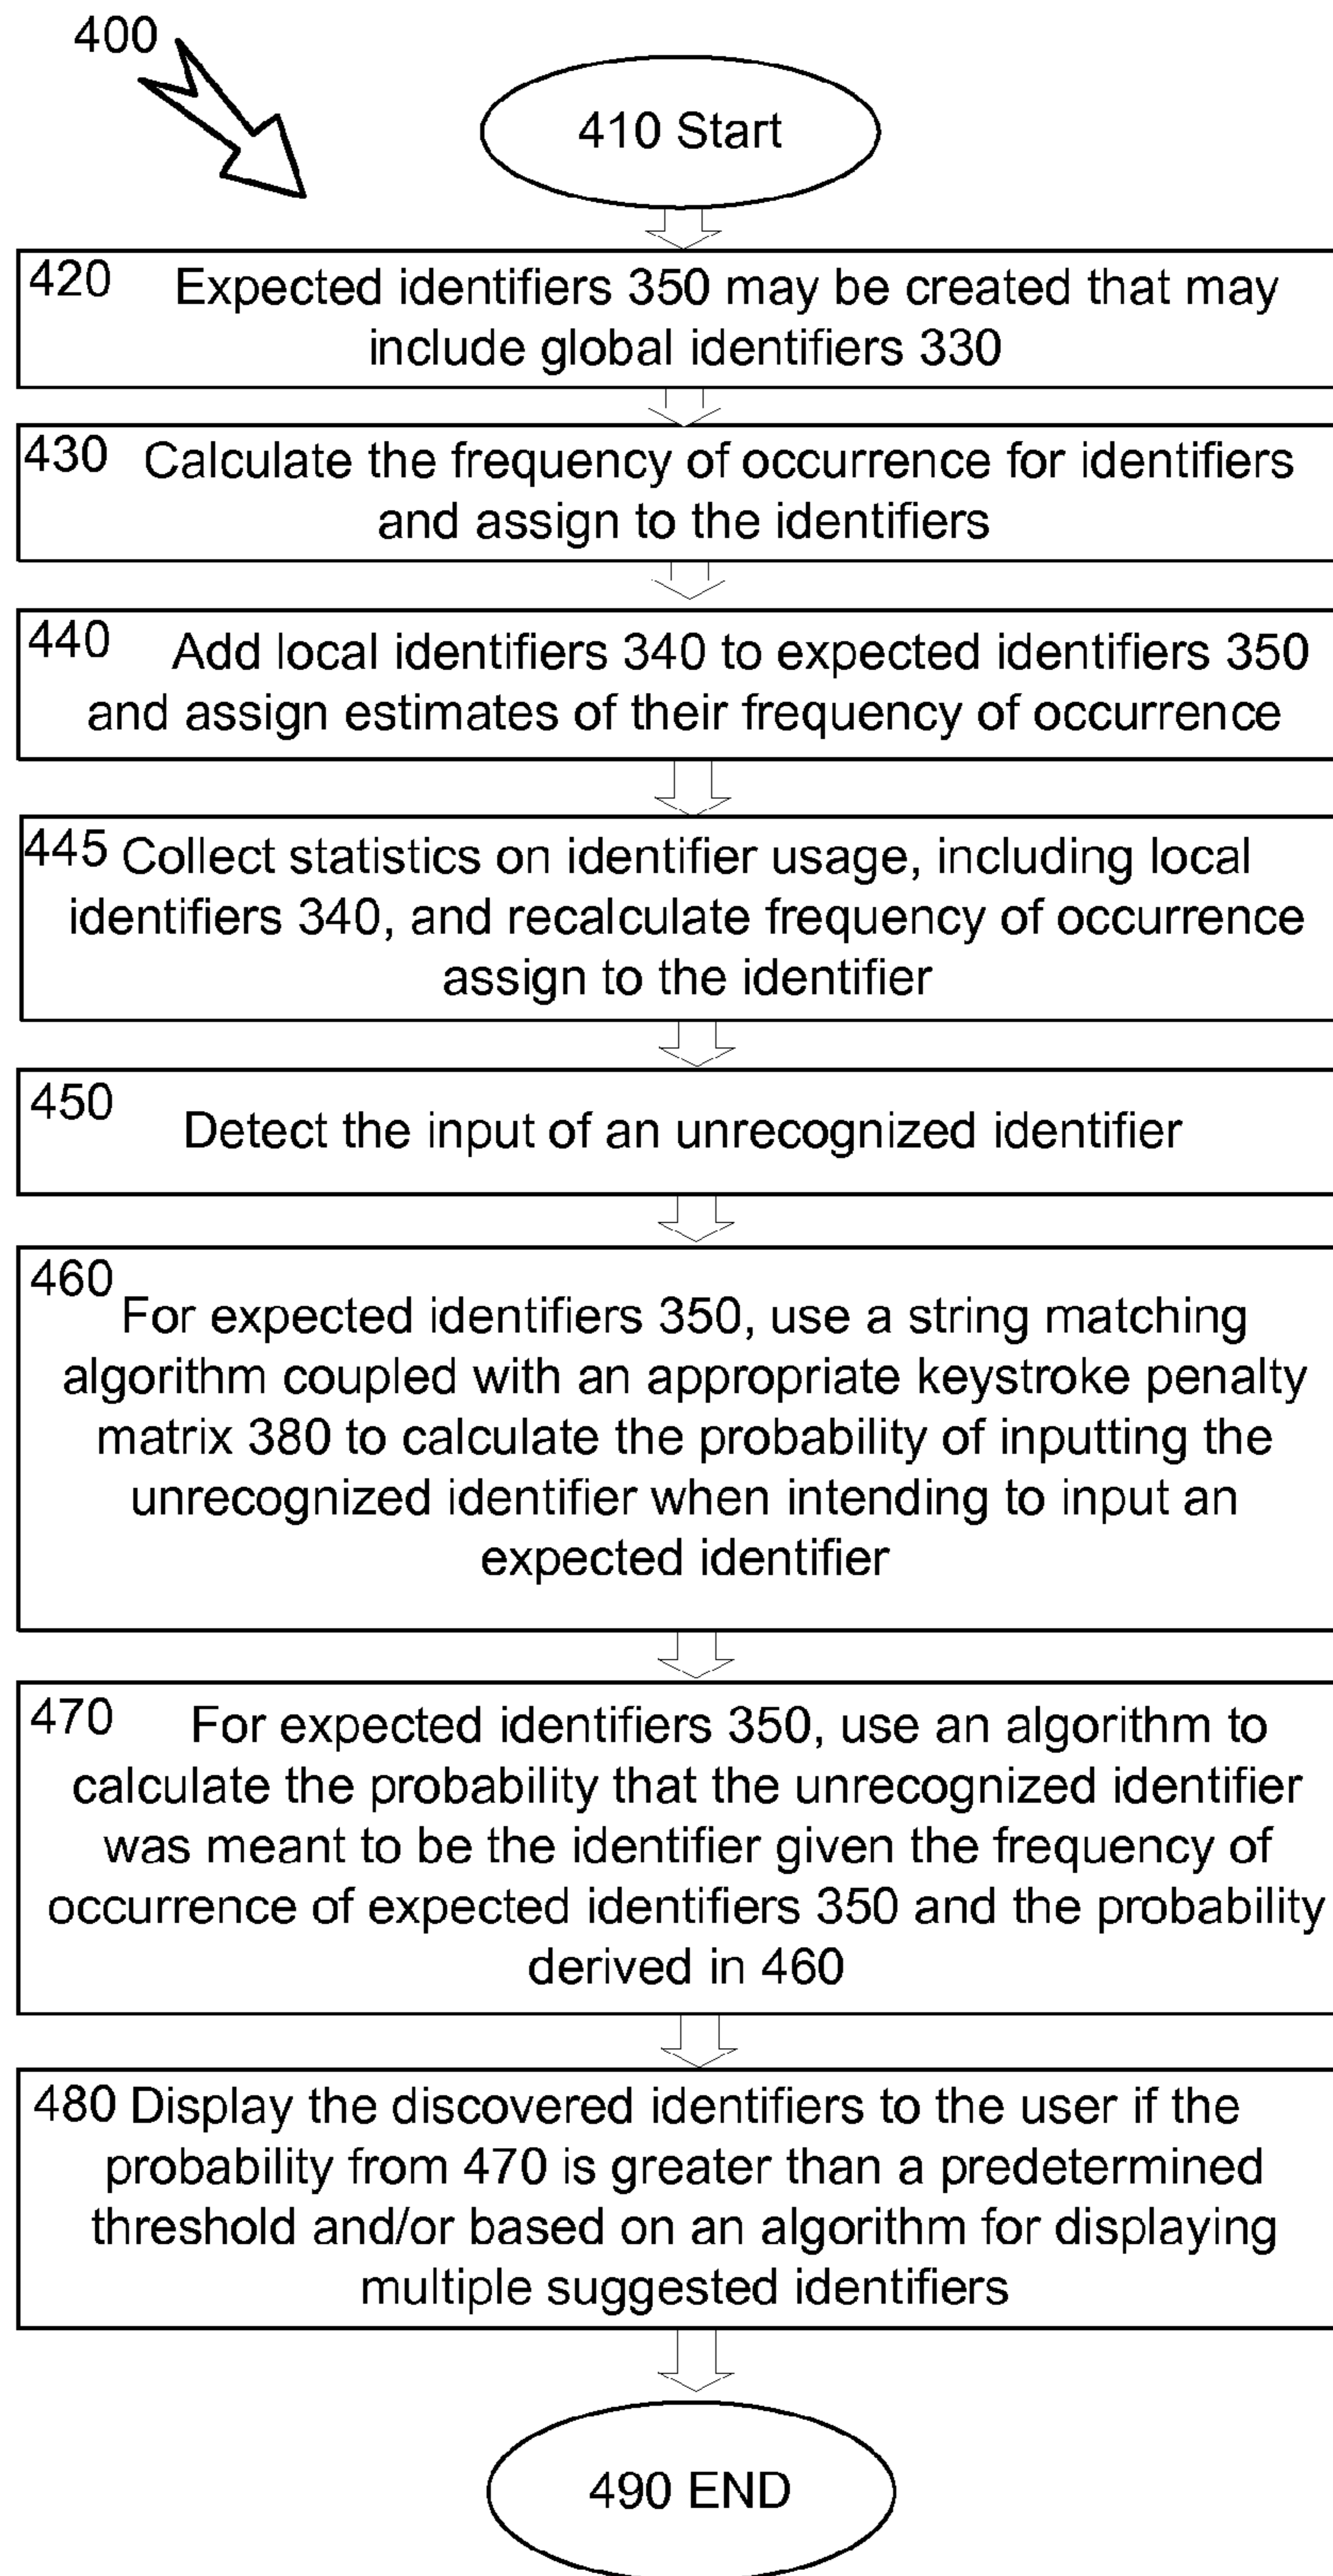 400
410 Start
420 Expected identifiers 350 may be created that may
include global identifiers 330
430 Calculate the frequency of occurrence for identifiers
and assign to the identifiers
440 Add local identifiers 340 to expected identifiers 350
and assign estimates of their frequency of occurrence
445 Collect statistics on identifier usage, including local
identifiers 340, and recalculate frequency of occurrence
assign to the identifier
450
Detect the input of an unrecognized identifier
460
For expected identifiers 350, use a string matching
algorithm coupled with an appropriate keystroke penalty
matrix 380 to calculate the probability of inputting the
unrecognized identifier when intending to input an
expected identifier
470 For expected identifiers 350, use an algorithm to
calculate the probability that the unrecognized identifier
was meant to be the identifier given the frequency of
occurrence of expected identifiers 350 and the probability
derived in 460
480 Display the discovered identifiers to the user if the
probability from 470 is greater than a predetermined
threshold and/or based on an algorithm for displaying
multiple suggested identifiers
490 END